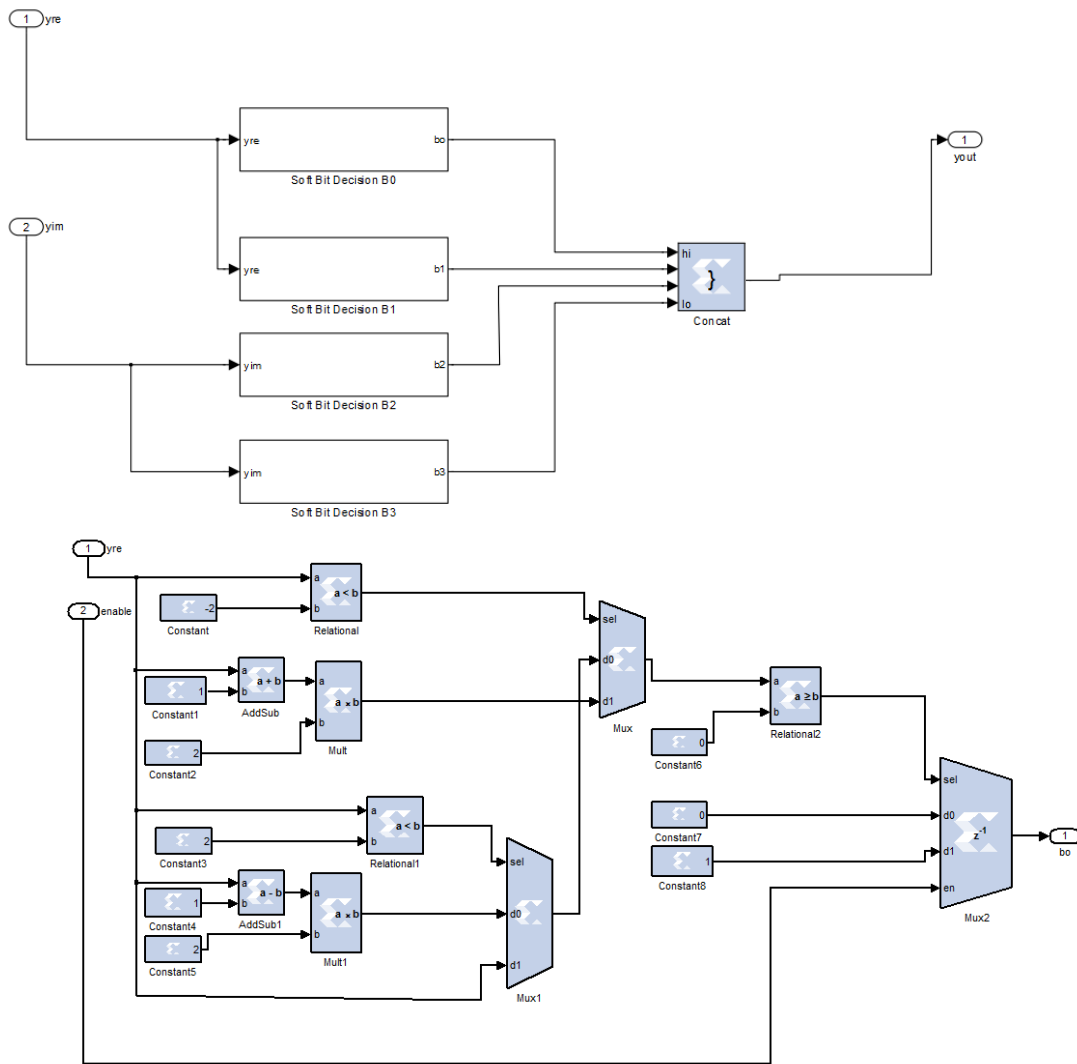 1 yre
yre bo
1
yout
Soft Bit Decision B0
2 yim
hi
yre b1
}
lo
Soft Bit Decision B1
Concat
yim b2
Soft Bit Decision B2
yim b3
Soft Bit Decision B3
1 yre
a
a < b
b
Relational
2 enable
-2
Constant
sel
d0
d1
Mux
a
a + b
b
AddSub
1
Constant1
a
a × b
b
Mult
2
Constant2
a
a ≥ b
b
Relational2
0
Constant6
a
a < b
b
Relational1
2
Constant3
sel
d0
d1
Mux1
a
a - b
b
AddSub1
1
Constant4
a
a × b
b
Mult1
2
Constant5
0
Constant7
1
Constant8
sel
d0
z-1
d1
en
Mux2
1
bo